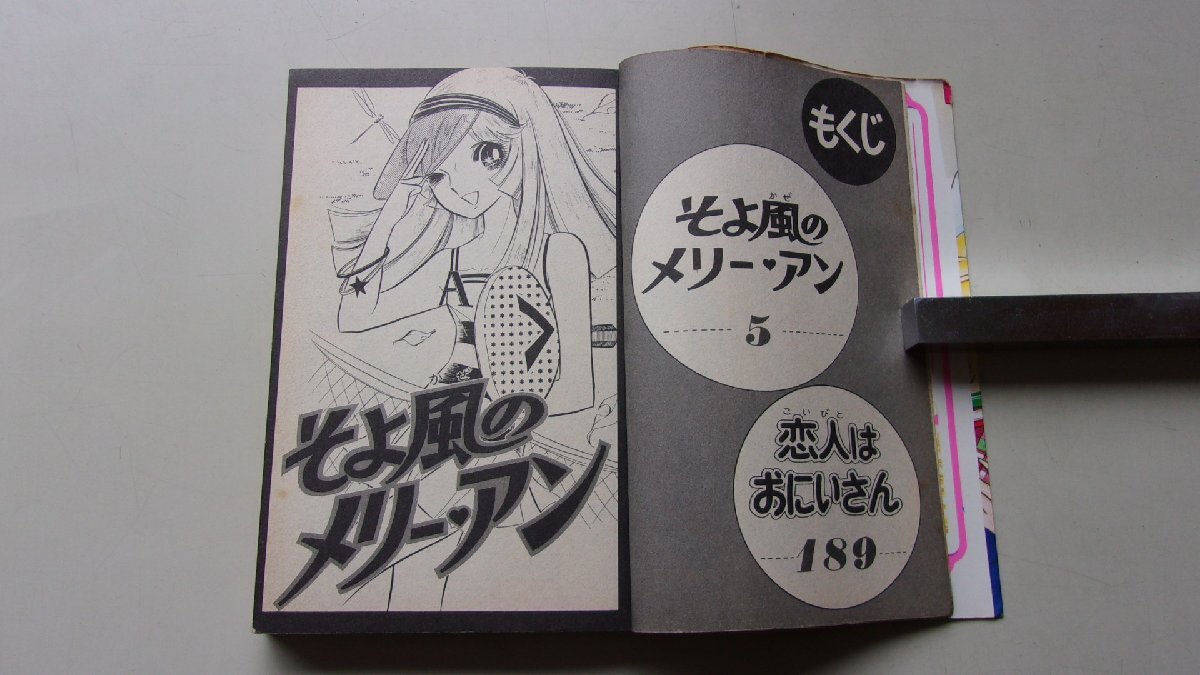 もくじ
かぜ
そよ風の
メリー♥アン
5
こいびと
恋人は
おにいさん
189
A
そよ風の
メリー・アン